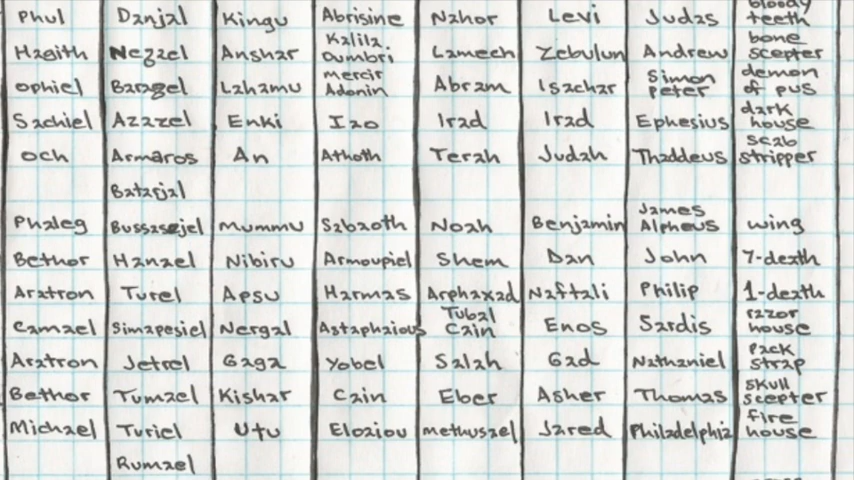 Phul Danjal Kingu Abrisine Nahor Levi Judas bloody teeth
Hagith Negael Anshar Kalila Oumbri Lamech Zebulun Andrew bone scepter
Ophiel Baragel Lahamu mercir Adonin Abram Isachar Simon peter demon of pus
Sachiel Azazel Enki Iao Irad Irad Ephesius dark house
Och Armaros An Athoth Terah Judah Thaddeus scab stripper
Batarjal
Phaleg Bussasejel Mummu Sabaoth Noah Benjamin James Alpheus wing
Bethor Hanael Nibiru Armoupiel Shem Dan John 7-death
Aratron Turel Apsu Harmas Arphaxad Naftali Philip 1-death
Camael Simapesiel Nergal Astaphaious Tubal Cain Enos Sardis razor house
Aratron Jetrel Gaga Yobel Salah Gad Nathaniel Pack strap
Bethor Tumael Kishar Cain Eber Asher Thomas skull scepter
Michael Turiel Utu Eloaiou methusael Jared Philadelphia fire house
Rumael